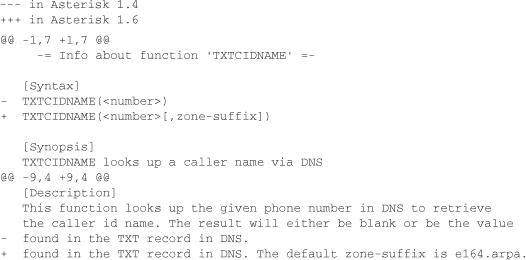 --- in Asterisk 1.4
+++ in Asterisk 1.6
@@ -1,7 +1,7 @@
-= Info about function 'TXTCIDNAME' =-
[Syntax]
- TXTCIDNAME(<number>)
+ TXTCIDNAME(<number>[,zone-suffix])
[Synopsis]
TXTCIDNAME looks up a caller name via DNS
@@ -9,4 +9,4 @@
[Description]
This function looks up the given phone number in DNS to retrieve
the caller id name. The result will either be blank or be the value
- found in the TXT record in DNS.
+ found in the TXT record in DNS. The default zone-suffix is e164.arpa.